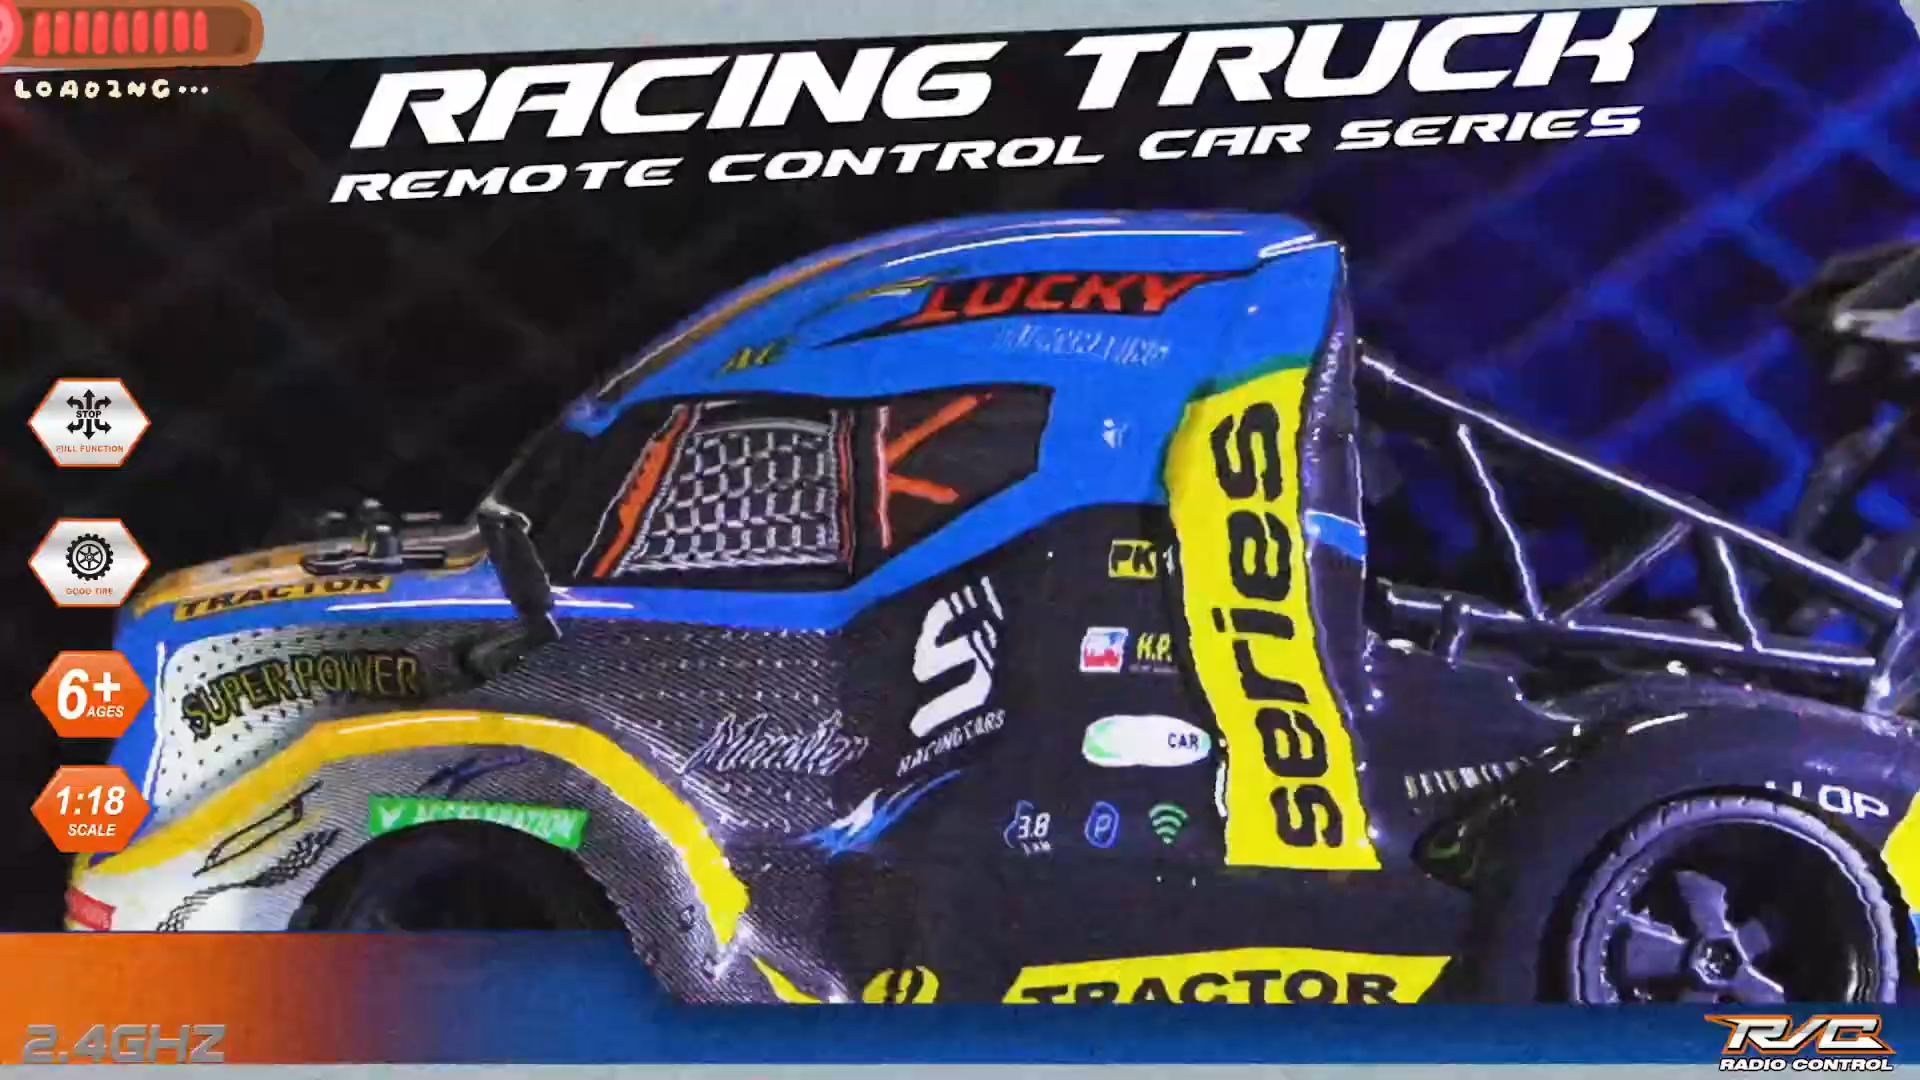 LOADING...
RACING TRUCK
REMOTE CONTROL CAR SERIES
LUCKY
STOP
FULL FUNCTION
GOOD TIRE
6+
AGES
1:18
SCALE
TRACTOR
SUPER POWER
ACCELERATION
S
RACING CARS
PK
H.P.
CAR
3.8
P
series
TRACTOR
2.4GHZ
R/C
RADIO CONTROL